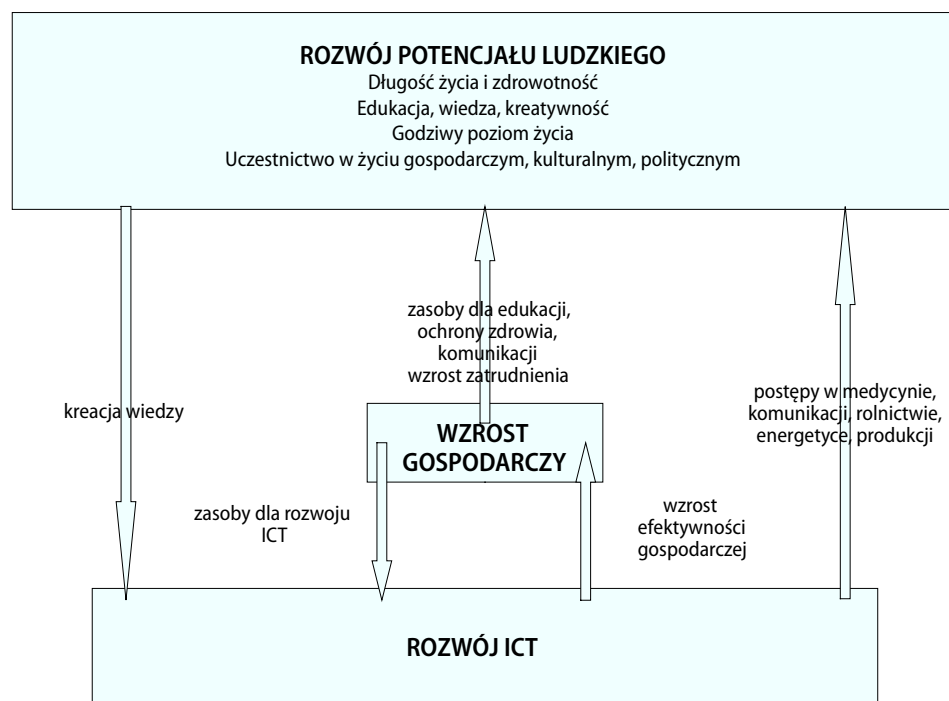 ROZWÓJ POTENCJAŁU LUDZKIEGO
Długość życia i zdrowotność
Edukacja, wiedza, kreatywność
Godziwy poziom życia
Uczestnictwo w życiu gospodarczym, kulturalnym, politycznym
zasoby dla edukacji,
ochrony zdrowia,
komunikacji
wzrost zatrudnienia
kreacja wiedzy
postępy w medycynie,
komunikacji, rolnictwie,
energetyce, produkcji
WZROST
GOSPODARCZY
zasoby dla rozwoju
ICT
wzrost
efektywności
gospodarczej
ROZWÓJ ICT